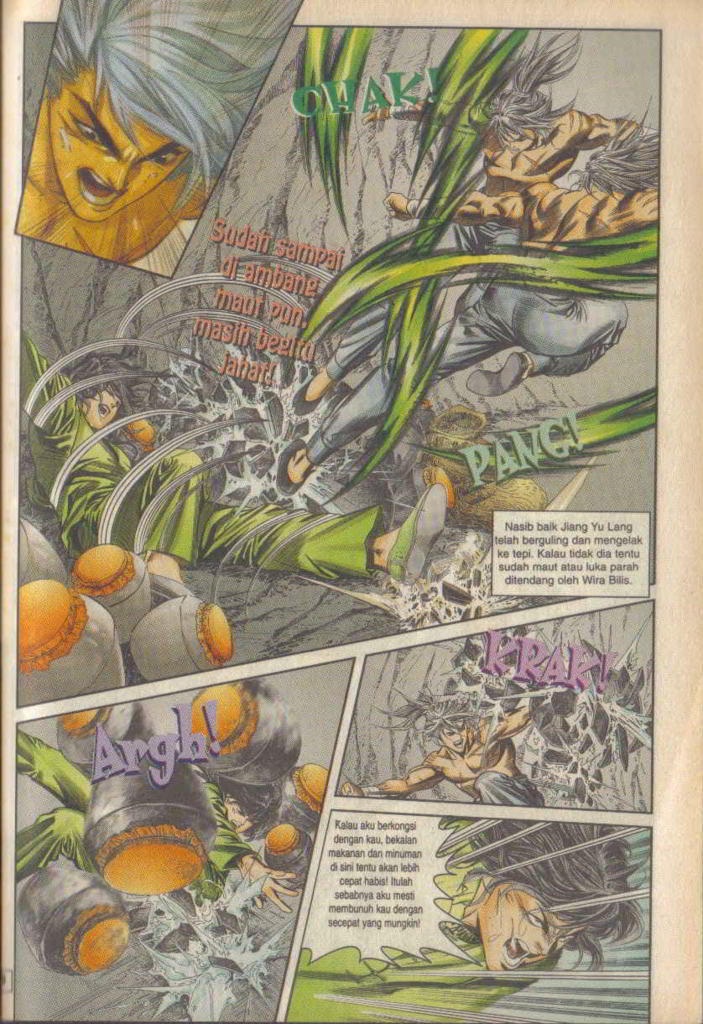 CHAK!
Sudah sampai
di ambang
maut pun,
masih begitu
jahat!
PANG!
Nasib baik Jiang Yu Lang
telah berguling dan mengelak
ke tepi. Kalau tidak dia tentu
sudah maut atau luka parah
ditendang oleh Wira Bilis.
KRAK!
Argh!
Kalau aku berkongsi
dengan kau, bekalan
makanan dan minuman
di sini tentu akan lebih
cepat habis! Itulah
sebabnya aku mesti
membunuh kau dengan
secepat yang mungkin!